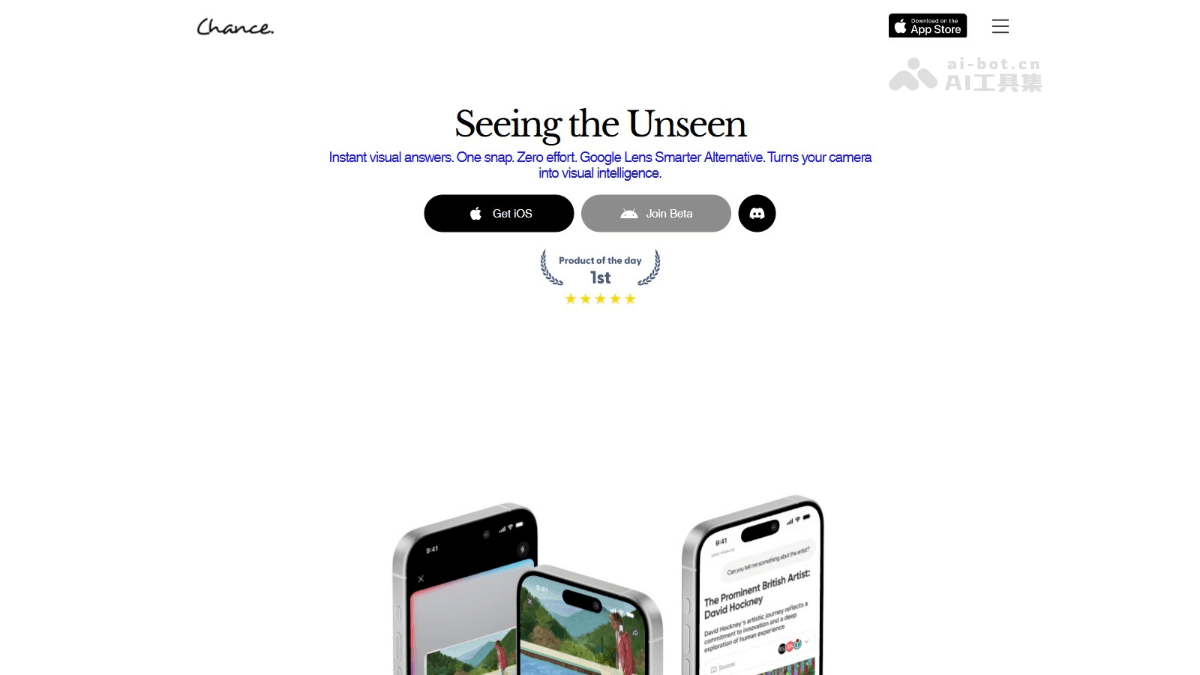 Chance.
Download on the
App Store
ai-bot.cn
AI工具集
Seeing the Unseen
Instant visual answers. One snap. Zero effort. Google Lens Smarter Alternative. Turns your camera
into visual intelligence.
Get iOS
Join Beta
Product of the day
1st
9:41
9:41
9:41
Can you tell me something about the artist?
The Prominent British Artist:
David Hockney
David Hockney's artistic journey reflects a
commitment to innovation and a deep
exploration of human experience
Sources